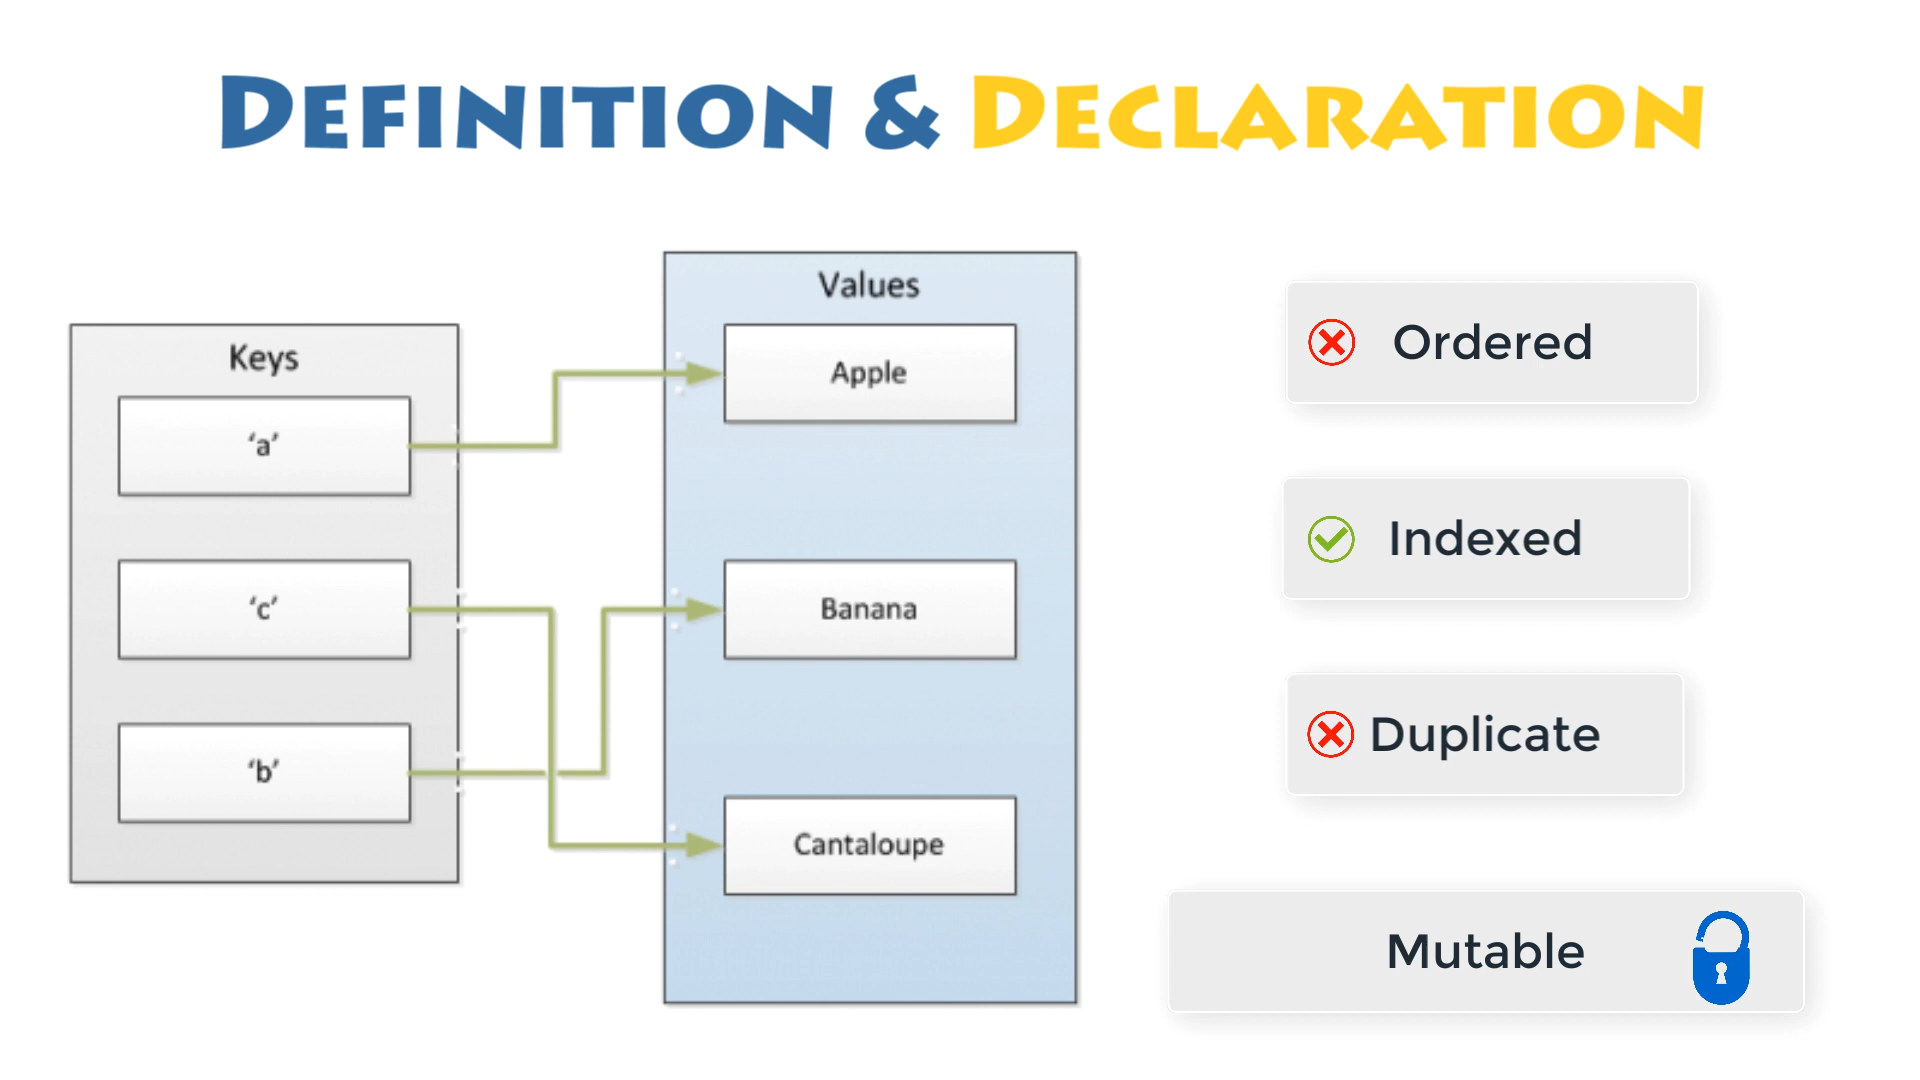 DEFINITION & DECLARATION
Keys
‘a’
‘c’
‘b’
Values
Apple
Banana
Cantaloupe
Ordered
Indexed
Duplicate
Mutable